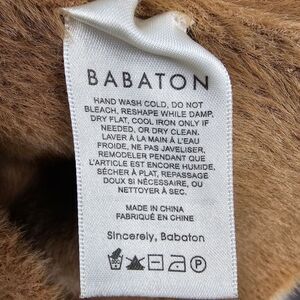 BABATON
HAND WASH COLD, DO NOT
BLEACH, RESHAPE WHILE DAMP,
DRY FLAT, COOL IRON ONLY IF
NEEDED, OR DRY CLEAN.
LAVER À LA MAIN À L'EAU
FROIDE, NE PAS JAVELISER,
REMODELER PENDANT QUE
L'ARTICLE EST ENCORE HUMIDE,
SÉCHER À PLAT, REPASSAGE
DOUX SI NÉCESSAIRE, OU
NETTOYER À SEC.
MADE IN CHINA
FABRIQUÉ EN CHINE
Sincerely, Babaton
P